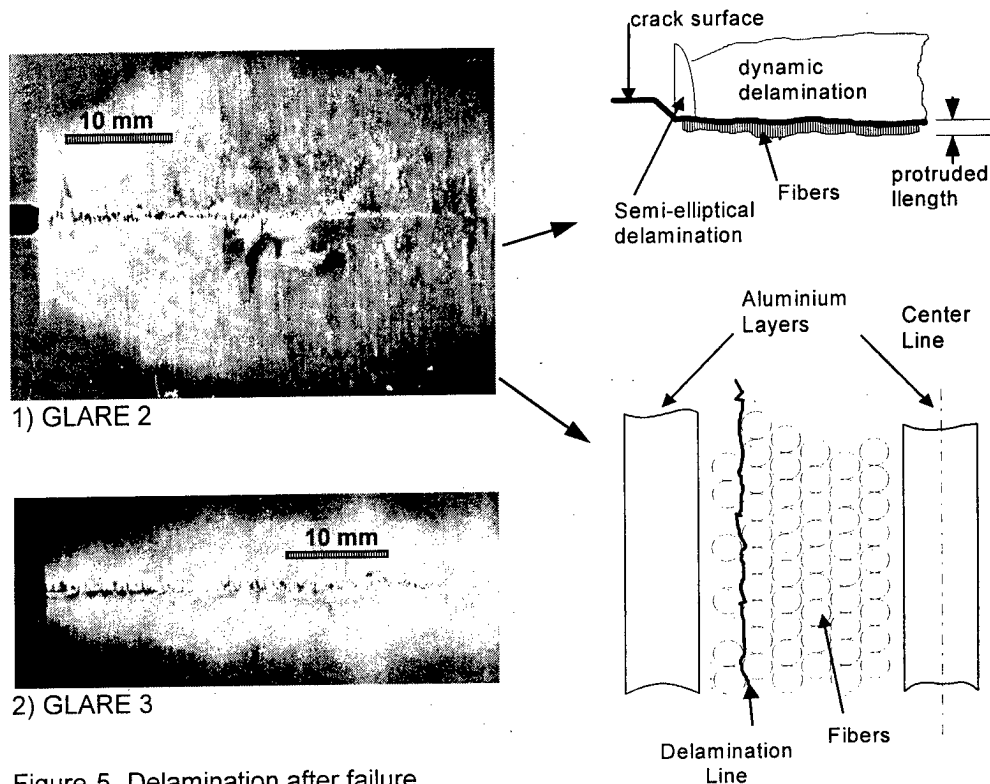 10 mm
1) GLARE 2
10 mm
2) GLARE 3
crack surface
dynamic
delamination
Semi-elliptical
delamination
Fibers
protruded
llength
Aluminium
Layers
Center
Line
Fibers
Delamination
Line
Figure 5. Delamination after failure